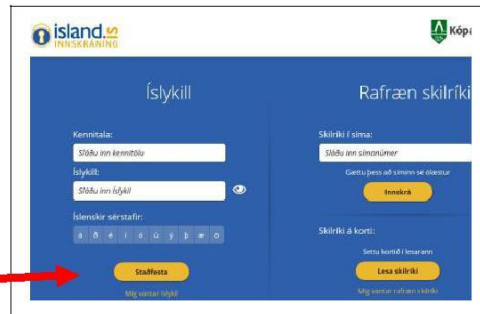 island.is
INNSKRÁNING
Kópa
Íslykill
Kennitala:
Sláðu inn kennitölu
Íslykill:
Sláðu inn Íslykil
Íslenskir sérstafir:
á ð é í ó ú ý þ æ ö
Staðfesta
Mig vantar Íslykil
Rafræn skilríki
Skilríki í síma:
Sláðu inn símanúmer
Gættu þess að síminn sé ólæstur
Innskrá
Skilríki á korti:
Settu kortið í lesarann
Lesa skilríki
Mig vantar rafræn skilríki